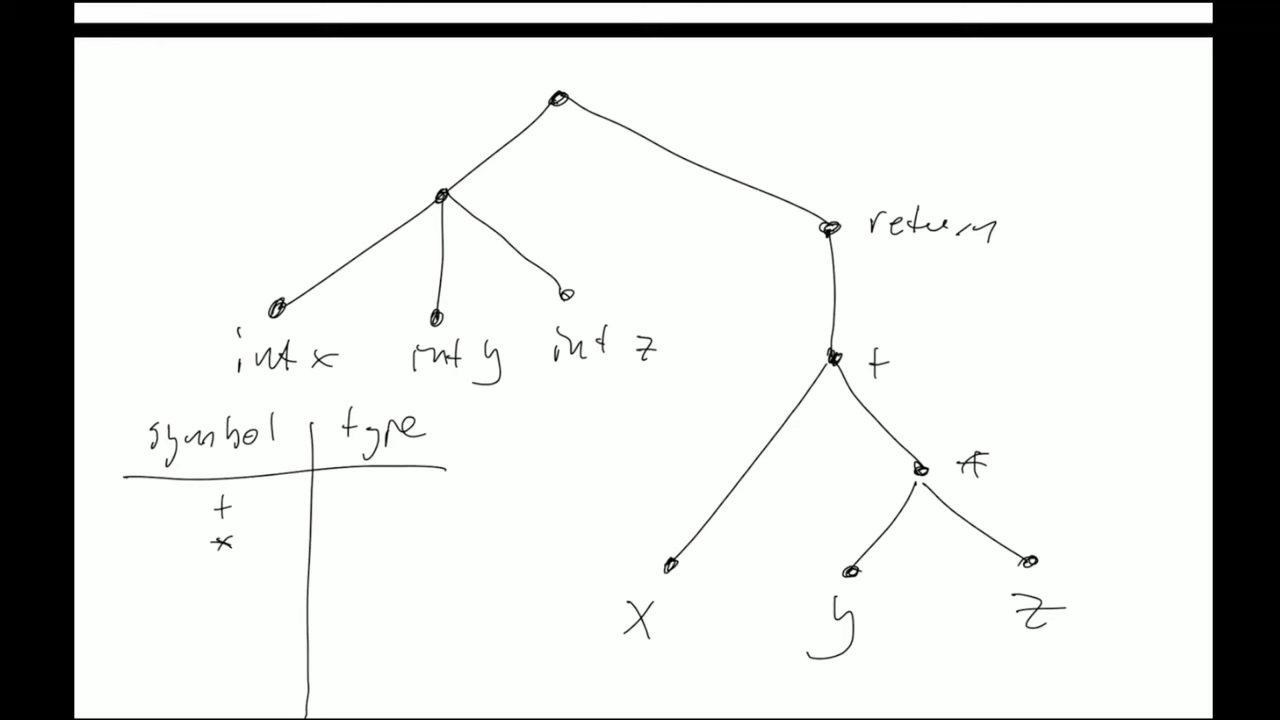 return
int x int y int z
+
symbol type
*
+
*
x y z